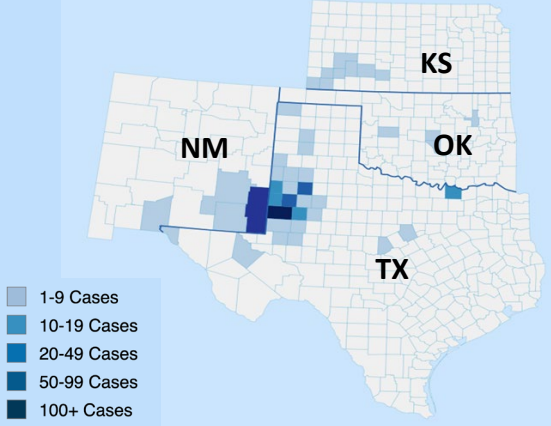 KS
NM
OK
TX
1-9 Cases
10-19 Cases
20-49 Cases
50-99 Cases
100+ Cases